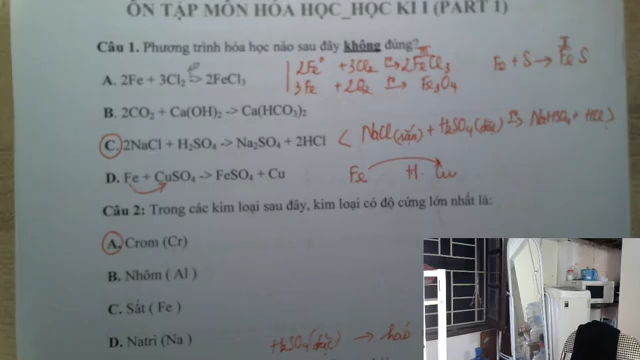 ÔN TẬP MÔN HÓA HỌC_HỌC KÌ I (PART 1)
Câu 1. Phương trình hóa học nào sau đây không đúng?
A. 2Fe + 3Cl₂ -> 2FeCl₃
2Fe + 3Cl₂ -> 2FeCl₃
III
3Fe + 2O₂ -> Fe₃O₄
Fe + S → Fe S
II
B. 2CO₂ + Ca(OH)₂ -> Ca(HCO₃)₂
C. 2NaCl + H₂SO₄ -> Na₂SO₄ + 2HCl
NaCl (rắn) + H₂SO₄ (đặc) -> NaHSO₄ + HCl
D. Fe + CuSO₄ -> FeSO₄ + Cu
Fe H Cu
Câu 2: Trong các kim loại sau đây, kim loại có độ cứng lớn nhất là:
A. Crom (Cr)
B. Nhôm ( Al )
C. Sắt ( Fe )
D. Natri (Na )
H₂SO₄ (đặc) → háo